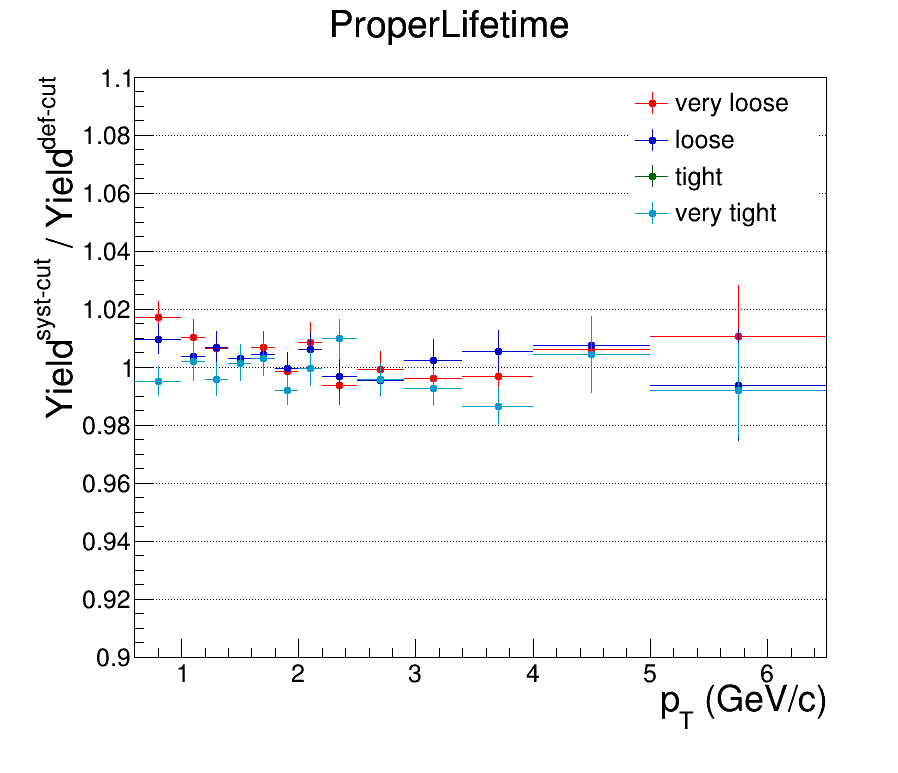 ProperLifetime
Yield^syst-cut / Yield^def-cut
1.1
1.08
1.06
1.04
1.02
1
0.98
0.96
0.94
0.92
0.9
very loose
loose
tight
very tight
1 2 3 4 5 6
p_T (GeV/c)